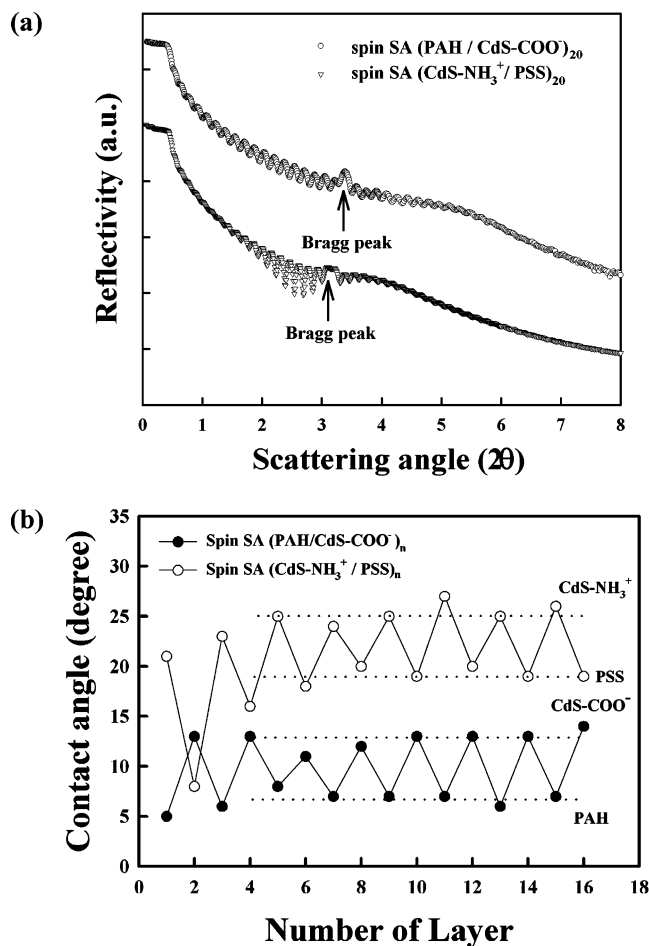 (a)
spin SA (PAH / CdS-COO⁻)₂₀
spin SA (CdS-NH₃⁺/ PSS)₂₀
Reflectivity (a.u.)
Bragg peak
Bragg peak
0 1 2 3 4 5 6 7 8
Scattering angle (2θ)
(b)
35
30
25
20
15
10
5
0
Spin SA (PAH/CdS-COO⁻)ₙ
Spin SA (CdS-NH₃⁺ / PSS)ₙ
CdS-NH₃⁺
PSS
CdS-COO⁻
PAH
Contact angle (degree)
0 2 4 6 8 10 12 14 16 18
Number of Layer